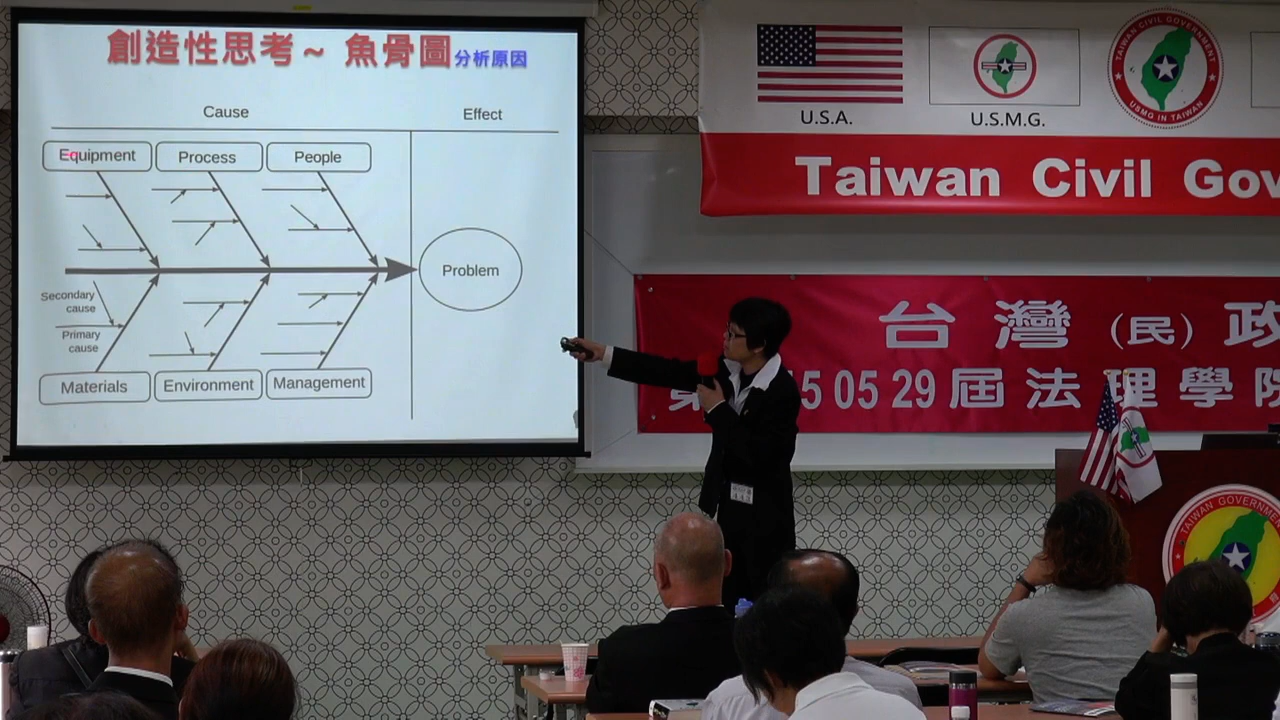 創造性思考~ 魚骨圖分析原因
Cause
Effect
Equipment
Process
People
Problem
Secondary
cause
Primary
cause
Materials
Environment
Management
U.S.A.
U.S.M.G.
TAIWAN CIVIL GOVERNMENT
USMG IN TAIWAN
Taiwan Civil Gov
台灣(民)政
第 5 05 29 屆法理學院
TAIWAN GOVERNM